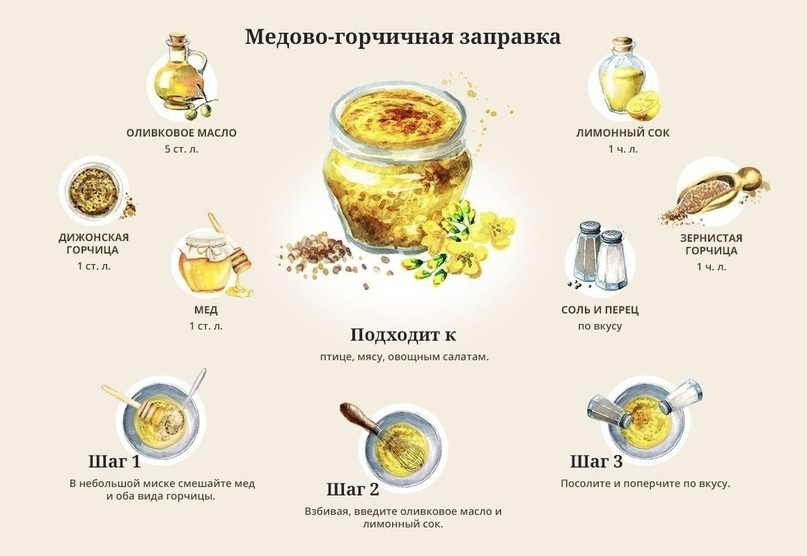 Медово-горчичная заправка
ОЛИВКОВОЕ МАСЛО
5 ст. л.
ЛИМОННЫЙ СОК
1 ч. л.
ДИЖОНСКАЯ
ГОРЧИЦА
1 ст. л.
ЗЕРНИСТАЯ
ГОРЧИЦА
1 ч. л.
МЕД
1 ст. л.
СОЛЬ И ПЕРЕЦ
по вкусу
Подходит к
птице, мясу, овощным салатам.
Шаг 1
В небольшой миске смешайте мед
и оба вида горчицы.
Шаг 2
Взбивая, введите оливковое масло и
лимонный сок.
Шаг 3
Посолите и поперчите по вкусу.